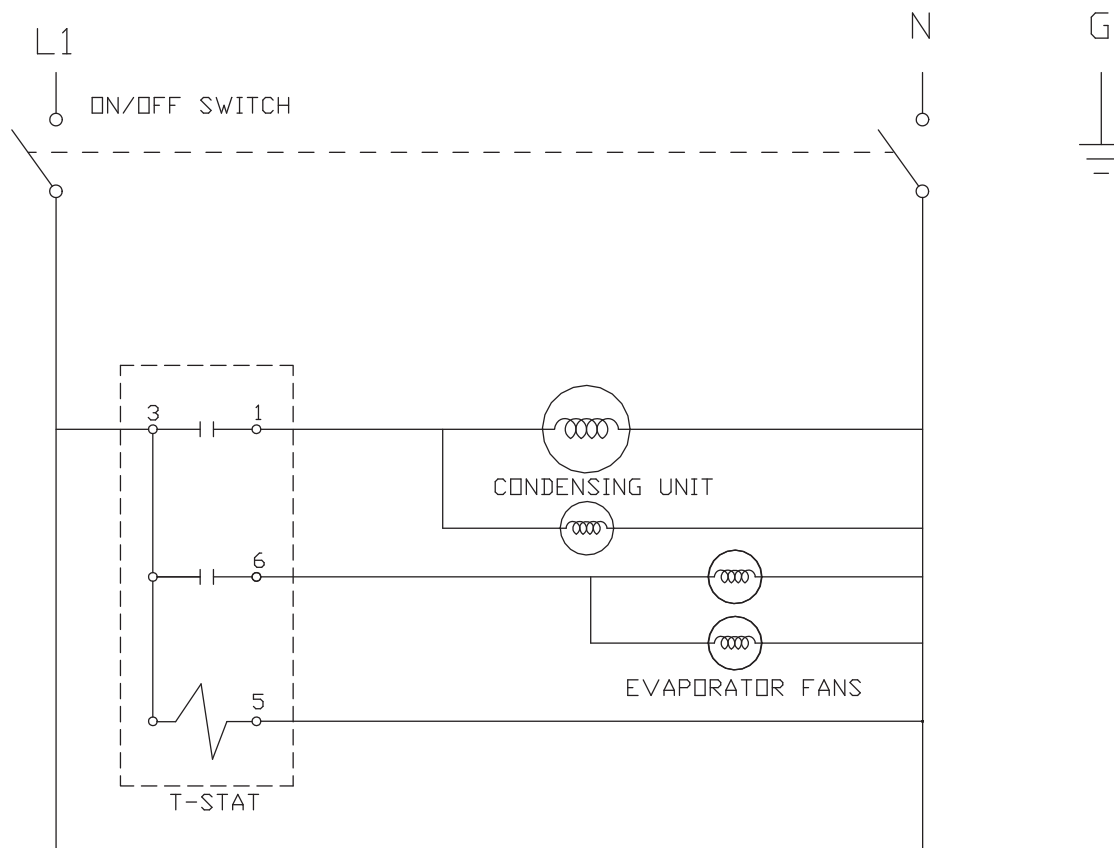 L1
N
G
ON/OFF SWITCH
3
1
CONDENSING UNIT
6
EVAPORATOR FANS
5
T-STAT